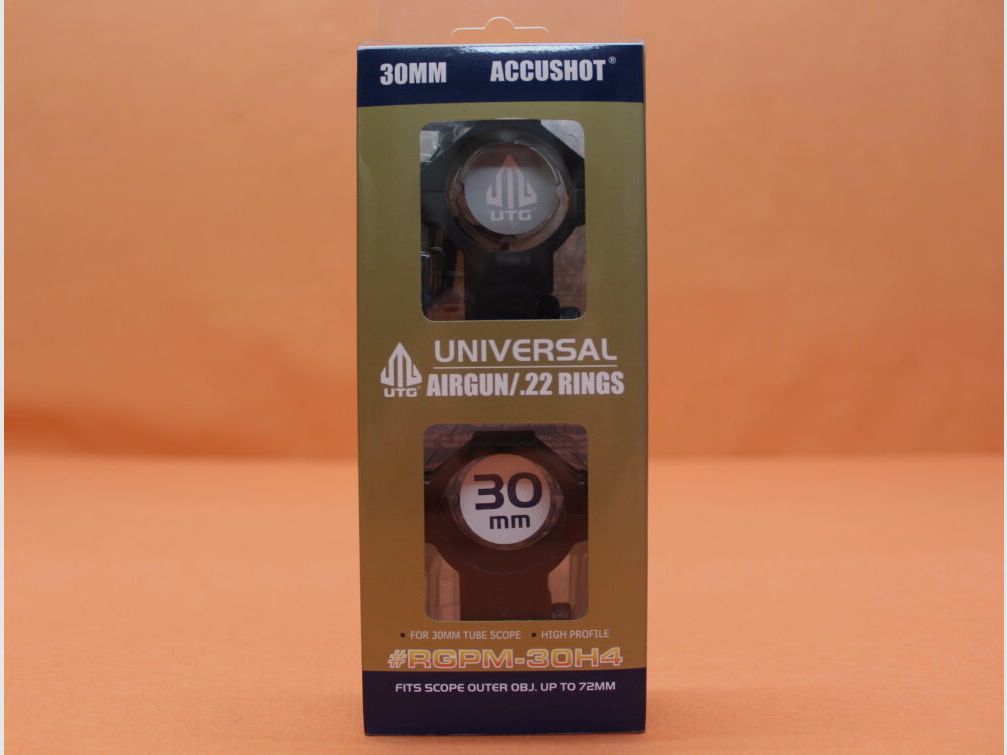 30MM ACCUSHOT®
UTG
UNIVERSAL
UTG® AIRGUN/.22 RINGS
30
mm
• FOR 30MM TUBE SCOPE • HIGH PROFILE
#RGPM-30H4
FITS SCOPE OUTER OBJ. UP TO 72MM